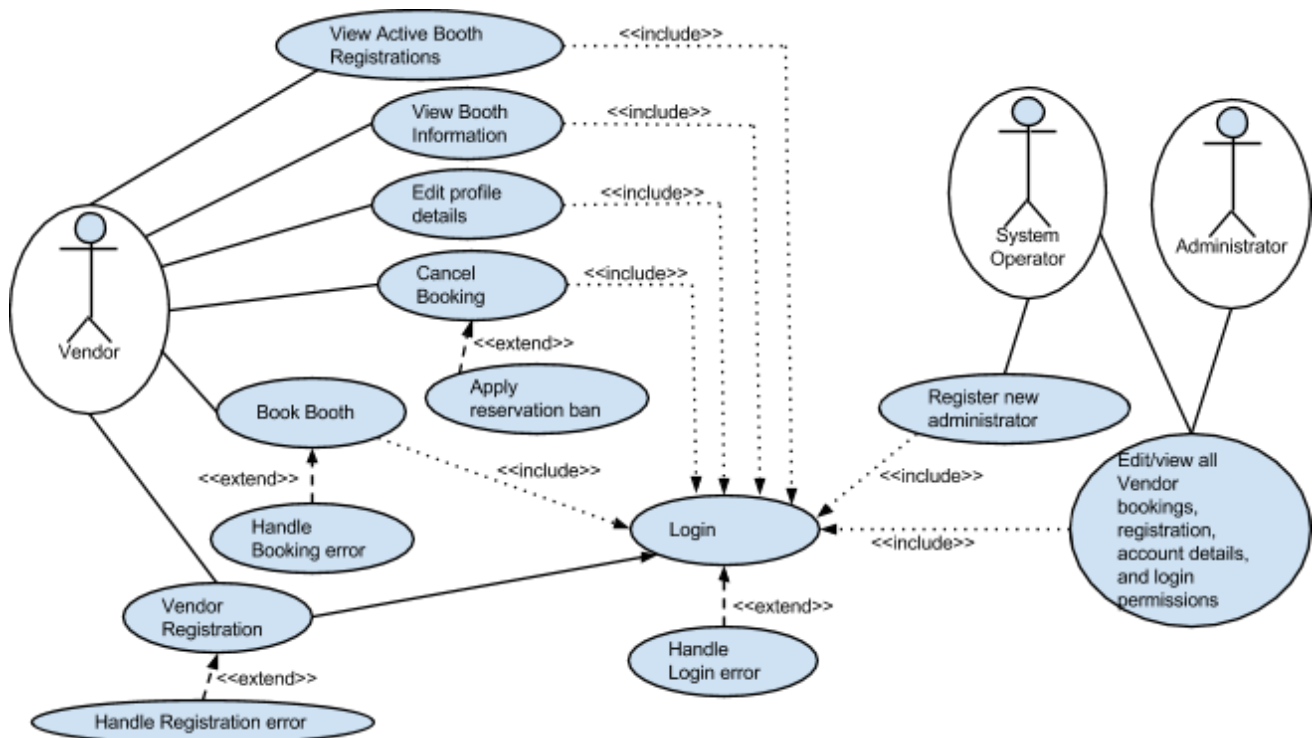 View Active Booth
Registrations
<<include>>
View Booth
Information
<<include>>
Edit profile
details
<<include>>
Cancel
Booking
<<include>>
<<extend>>
Apply
reservation ban
Vendor
System
Operator
Administrator
Book Booth
<<include>>
<<extend>>
Handle
Booking error
Register new
administrator
<<include>>
Edit/view all
Vendor
bookings,
registration,
account details,
and login
permissions
<<include>>
Login
<<extend>>
Handle
Login error
Vendor
Registration
<<extend>>
Handle Registration error